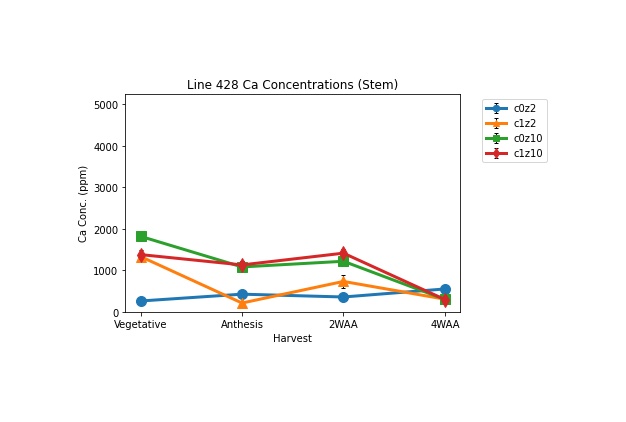 Line 428 Ca Concentrations (Stem)
5000
4000
3000
2000
1000
0
Ca Conc. (ppm)
Vegetative Anthesis 2WAA 4WAA
Harvest
c0z2
c1z2
c0z10
c1z10